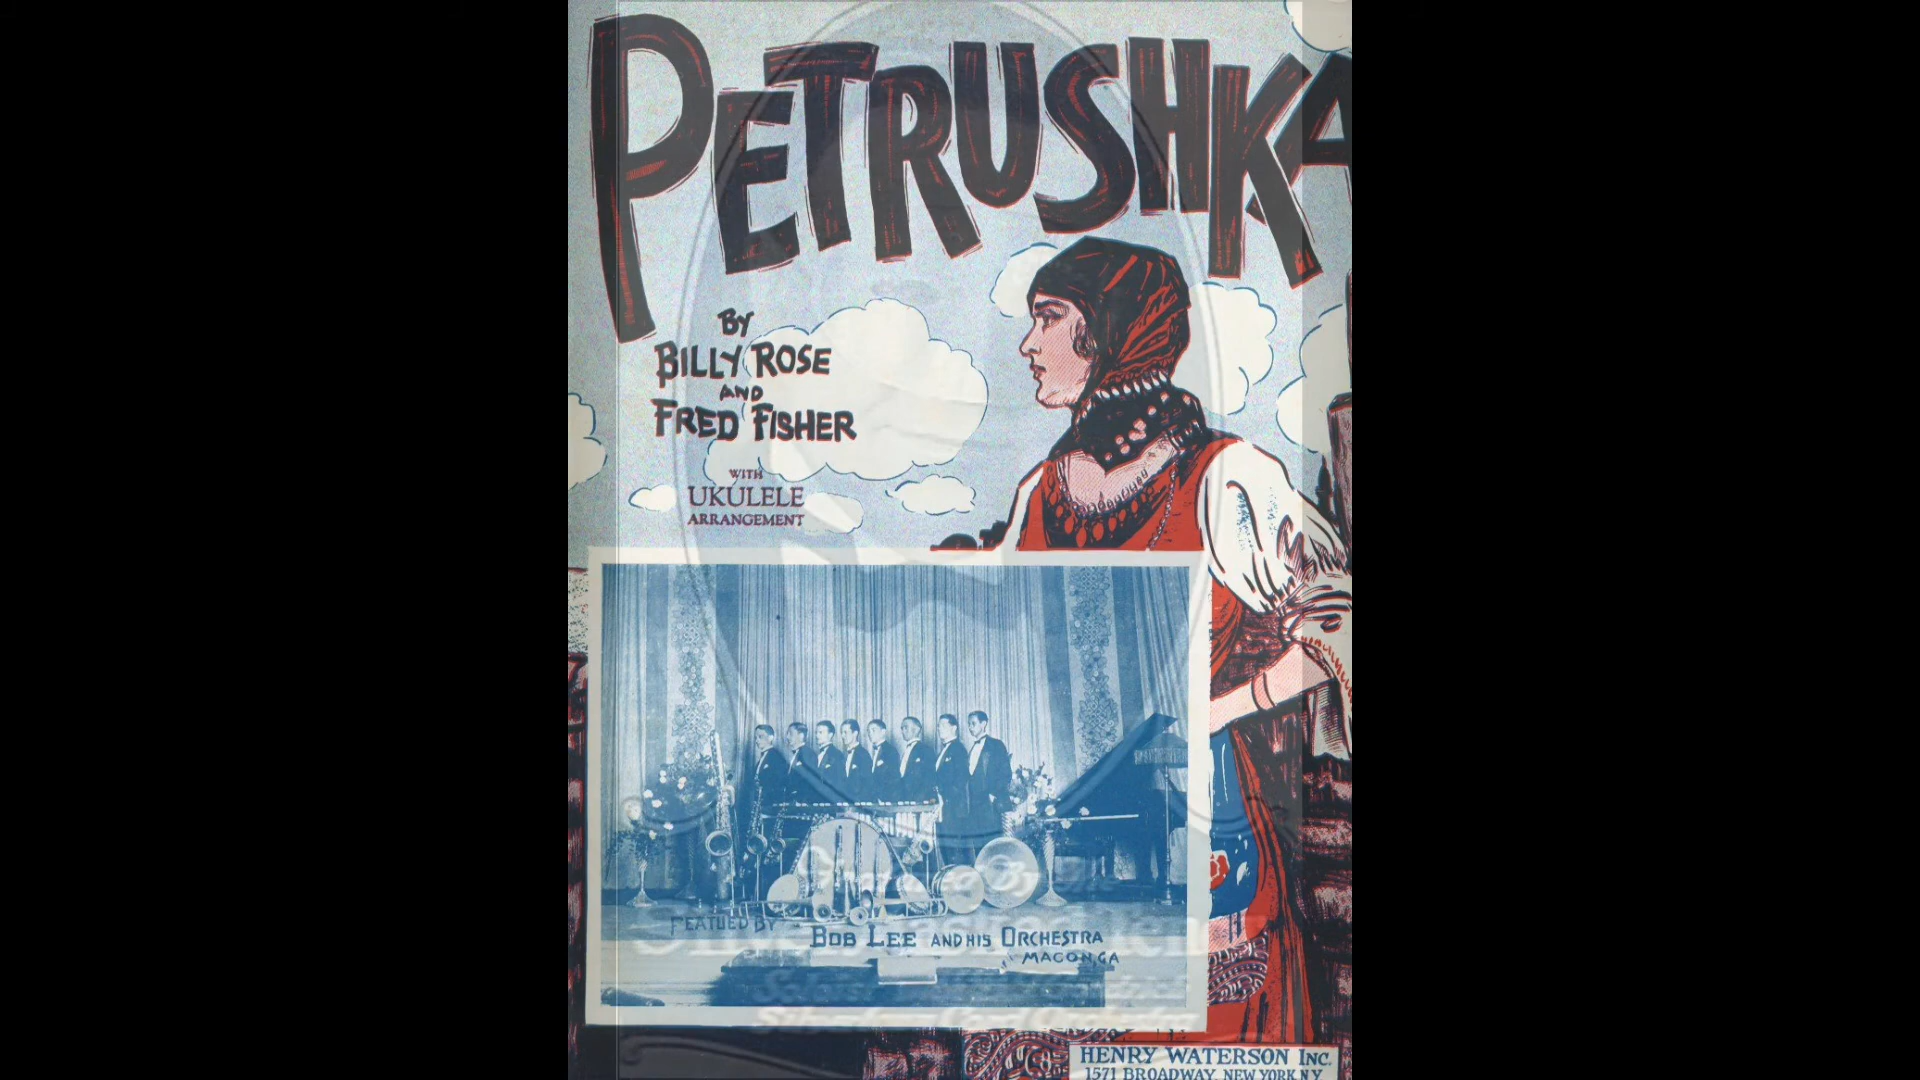 PETRUSHKA
BY
BILLY ROSE
AND
FRED FISHER
WITH
UKULELE
ARRANGEMENT
FEATUED BY
BOB LEE AND HIS ORCHESTRA
MACON, GA
HENRY WATERSON INC.
1571 BROADWAY, NEW YORK N.Y.